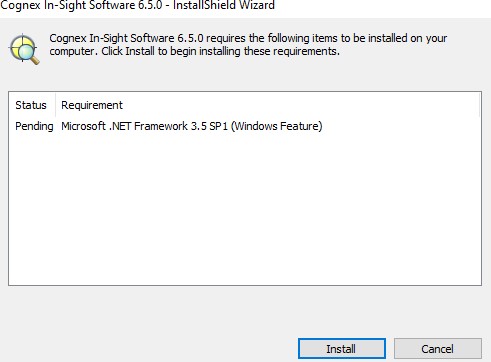 Cognex In-Sight Software 6.5.0 - InstallShield Wizard
Cognex In-Sight Software 6.5.0 requires the following items to be installed on your
computer. Click Install to begin installing these requirements.
Status Requirement
Pending Microsoft .NET Framework 3.5 SP1 (Windows Feature)
Install Cancel